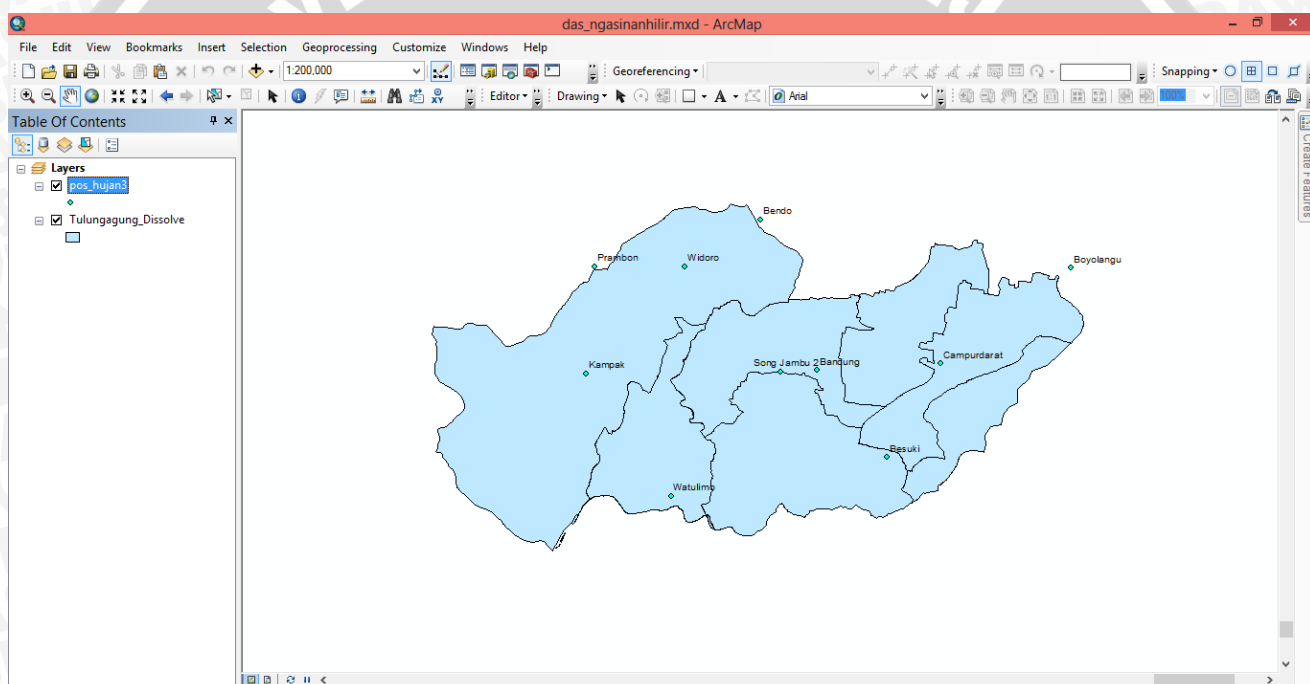 das_ngasinanhilir.mxd - ArcMap
File Edit View Bookmarks Insert Selection Geoprocessing Customize Windows Help
1:200,000 Georeferencing Snapping
Editor Drawing A Arial 100%
Table Of Contents
Layers
pos_hujan3
Tulungagung_Dissolve
Create Features
Bendo
Prambon
Widoro
Boyolangu
Kampak
Song Jambu 2
Bandung
Campurdarat
Besuki
Watulimo